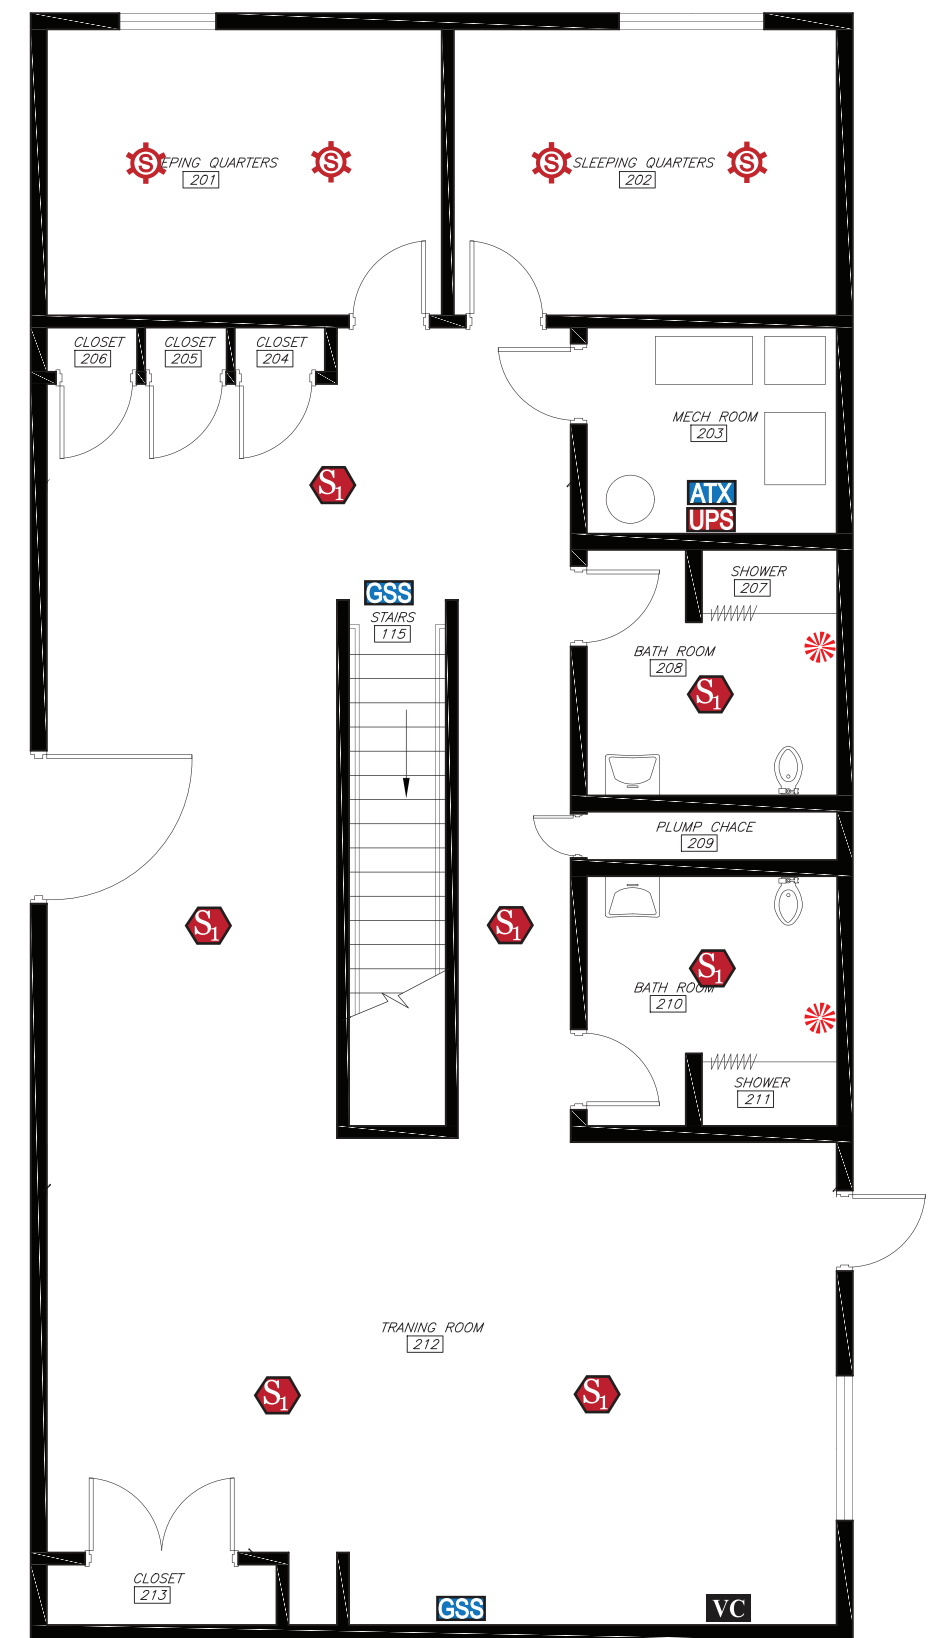 S
EPING QUARTERS
201
S
S
SLEEPING QUARTERS
202
S
CLOSET
206
CLOSET
205
CLOSET
204
MECH ROOM
203
S1
ATX
UPS
GSS
STAIRS
115
SHOWER
207
BATH ROOM
208
S1
PLUMP CHACE
209
S1
S1
S1
BATH ROOM
210
SHOWER
211
TRANING ROOM
212
S1
S1
CLOSET
213
GSS
VC